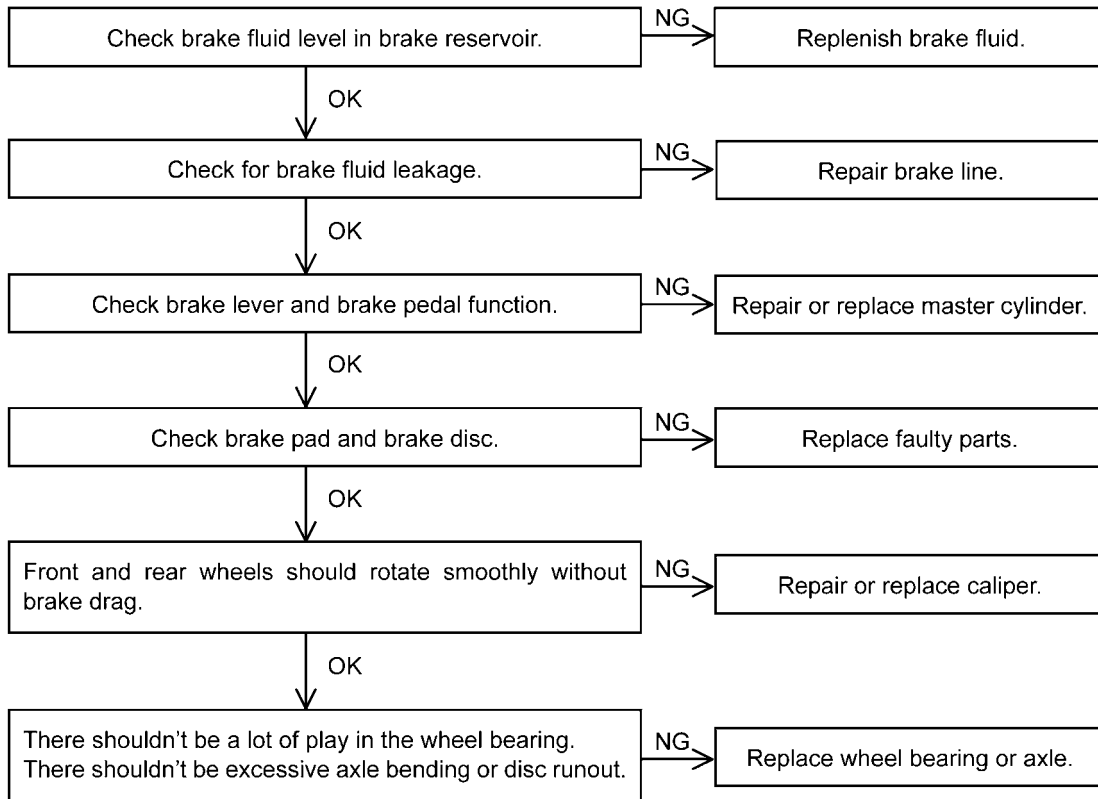 Check brake fluid level in brake reservoir.
NG
Replenish brake fluid.
OK
Check for brake fluid leakage.
NG
Repair brake line.
OK
Check brake lever and brake pedal function.
NG
Repair or replace master cylinder.
OK
Check brake pad and brake disc.
NG
Replace faulty parts.
OK
Front and rear wheels should rotate smoothly without
brake drag.
NG
Repair or replace caliper.
OK
There shouldn't be a lot of play in the wheel bearing.
There shouldn't be excessive axle bending or disc runout.
NG
Replace wheel bearing or axle.